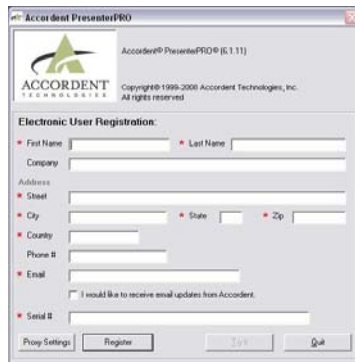 Accordent PresenterPRO
Accordent® PresenterPRO® (6.1.11)
ACCORDENT
TECHNOLOGIES
Copyright© 1999-2008 Accordent Technologies, Inc.
All rights reserved
Electronic User Registration:
* First Name * Last Name
Company
Address
* Street
* City * State * Zip
* Country
Phone #
* Email
I would like to receive email updates from Accordent.
* Serial #
Proxy Settings Register Quit